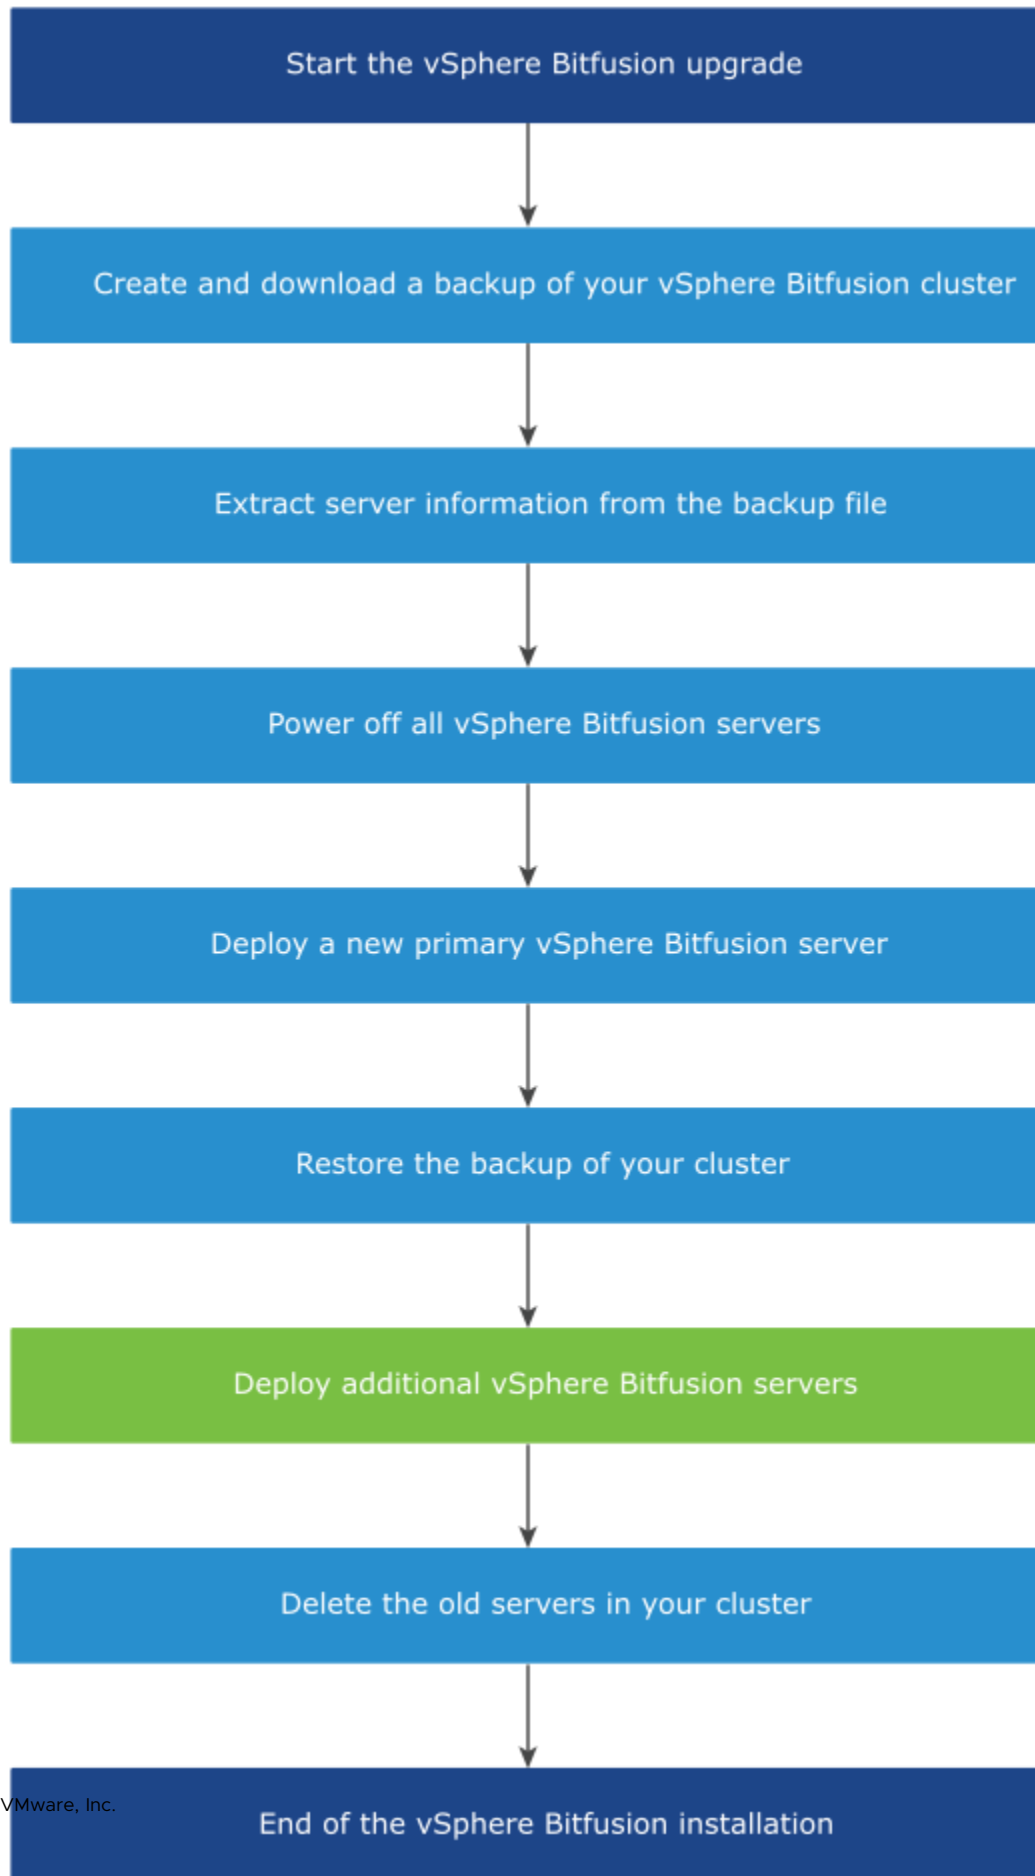 Start the vSphere Bitfusion upgrade
Create and download a backup of your vSphere Bitfusion cluster
Extract server information from the backup file
Power off all vSphere Bitfusion servers
Deploy a new primary vSphere Bitfusion server
Restore the backup of your cluster
Deploy additional vSphere Bitfusion servers
Delete the old servers in your cluster
VMware, Inc.
End of the vSphere Bitfusion installation